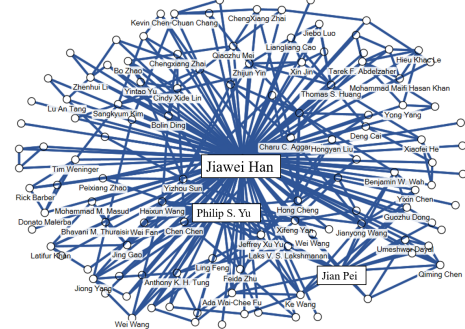 ChengXiang Zhai
Kevin Chen-Chuan Chang
Jiebo Luo
Liangliang Cao
Qiaozhu Mei
Hieu Khac Le
Chengxiang Zhai
Bo Zhao
Zhijun Yin
Xin Jin
Tarek F. Abdelzaher
Zhenhui Li
Yintao Yu
Thomas S. Huang
Mohammad Maifi Hasan Khan
Cindy Xide Lin
Lu An Tang
Sangkyum Kim
Yong Yang
Bolin Ding
Deng Cai
Charu C. Aggar
Hongyan Liu
Xiaofei He
Jiawei Han
Tim Weninger
Peixiang Zhao
Yizhou Sun
Benjamin W. Wah
Rick Barber
Yixin Chen
Mohammad M. Masud
Haixun Wang
Philip S. Yu
Hong Cheng
Guozhu Dong
Donato Malerba
Bhavani M. Thuraisir
Wei Fan
Chen Chen
Xifeng Yan
Jianyong Wang
Jeffrey Xu Yu
Wei Wang
Latifur Khan
Jing Gao
Laks V. S. Lakshmanan
Umeshwar Dayal
Ling Feng
Jian Pei
Qiming Chen
Jiong Yang
Anthony K. H. Tung
Feida Zhu
Ada Wai-Chee Fu
Ke Wang
Wei Wang